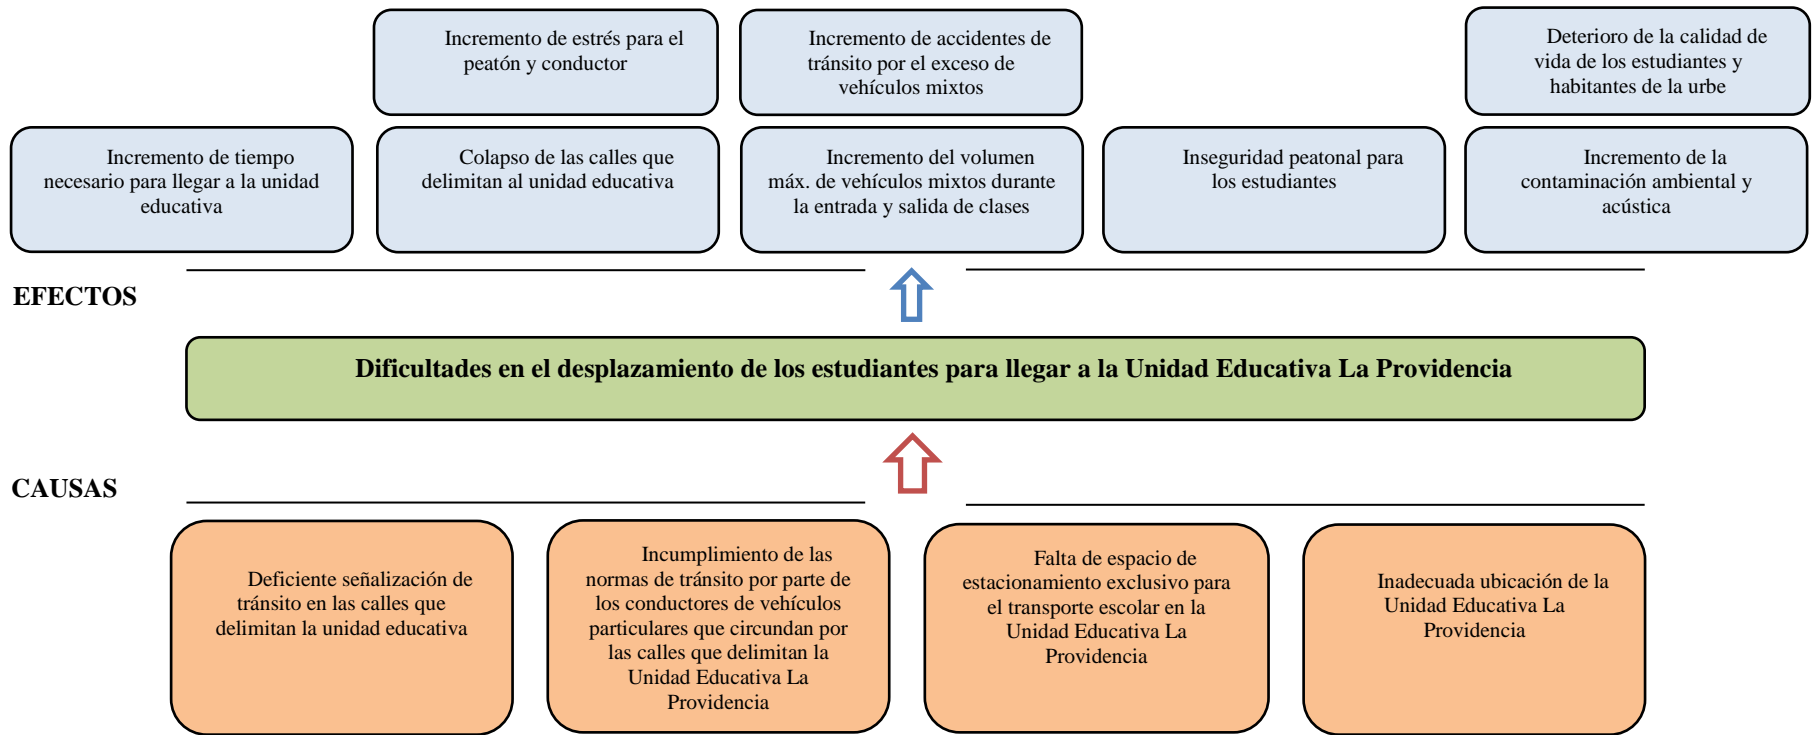 Incremento de estrés para el
peatón y conductor
Incremento de accidentes de
tránsito por el exceso de
vehículos mixtos
Deterioro de la calidad de
vida de los estudiantes y
habitantes de la urbe
Incremento de tiempo
necesario para llegar a la unidad
educativa
Colapso de las calles que
delimitan al unidad educativa
Incremento del volumen
máx. de vehículos mixtos durante
la entrada y salida de clases
Inseguridad peatonal para
los estudiantes
Incremento de la
contaminación ambiental y
acústica
EFECTOS
Dificultades en el desplazamiento de los estudiantes para llegar a la Unidad Educativa La Providencia
CAUSAS
Deficiente señalización de
tránsito en las calles que
delimitan la unidad educativa
Incumplimiento de las
normas de tránsito por parte de
los conductores de vehículos
particulares que circundan por
las calles que delimitan la
Unidad Educativa La
Providencia
Falta de espacio de
estacionamiento exclusivo para
el transporte escolar en la
Unidad Educativa La
Providencia
Inadecuada ubicación de la
Unidad Educativa La
Providencia